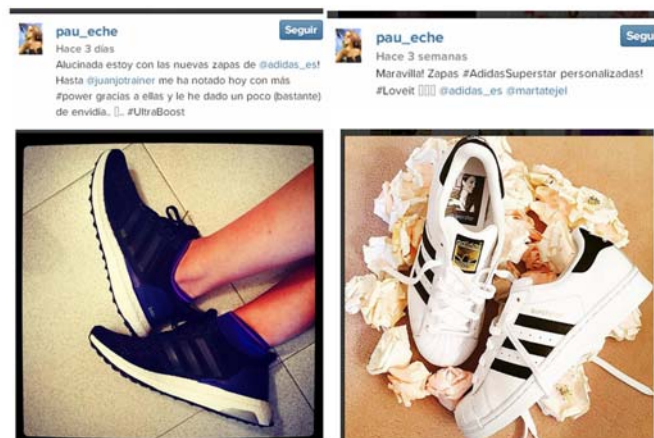 pau_eche
Seguir
Hace 3 días
Alucinada estoy con las nuevas zapas de @adidas_es!
Hasta @juanjotrainer me ha notado hoy con más
#power gracias a ellas y le he dado un poco (bastante)
de envidia.. .. #UltraBoost
pau_eche
Segu
Hace 3 semanas
Maravilla! Zapas #AdidasSuperstar personalizadas!
#Loveit @adidas_es @martatejel